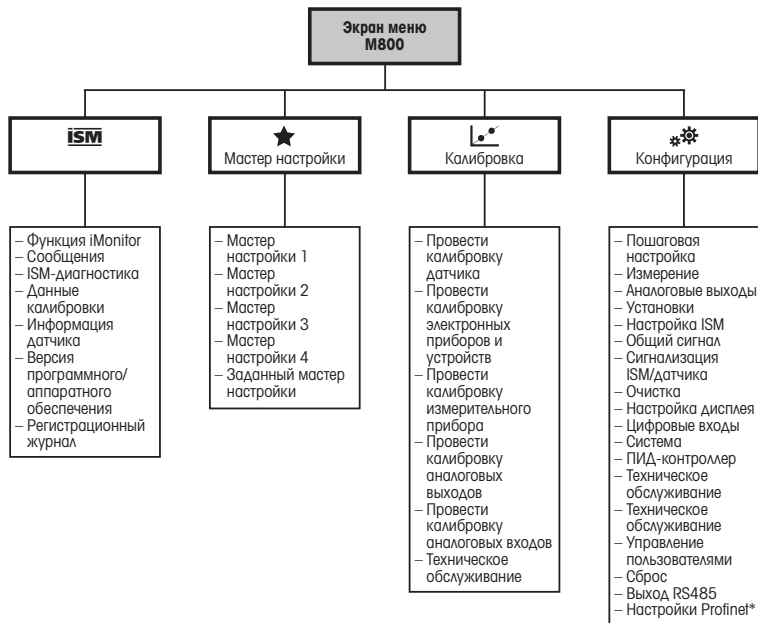 Экран меню
M800
ISM
Мастер настройки
Калибровка
Конфигурация
– Функция iMonitor
– Сообщения
– ISM-диагностика
– Данные
калибровки
– Информация
датчика
– Версия
программного/
аппаратного
обеспечения
– Регистрационный
журнал
– Мастер
настройки 1
– Мастер
настройки 2
– Мастер
настройки 3
– Мастер
настройки 4
– Заданный мастер
настройки
– Провести
калибровку
датчика
– Провести
калибровку
электронных
приборов и
устройств
– Провести
калибровку
измерительного
прибора
– Провести
калибровку
аналоговых
выходов
– Провести
калибровку
аналоговых входов
– Техническое
обслуживание
– Пошаговая
настройка
– Измерение
– Аналоговые выходы
– Установки
– Настройка ISM
– Общий сигнал
– Сигнализация
ISM/датчика
– Очистка
– Настройка дисплея
– Цифровые входы
– Система
– ПИД-контроллер
– Техническое
обслуживание
– Техническое
обслуживание
– Управление
пользователями
– Сброс
– Выход RS485
– Настройки Profinet*